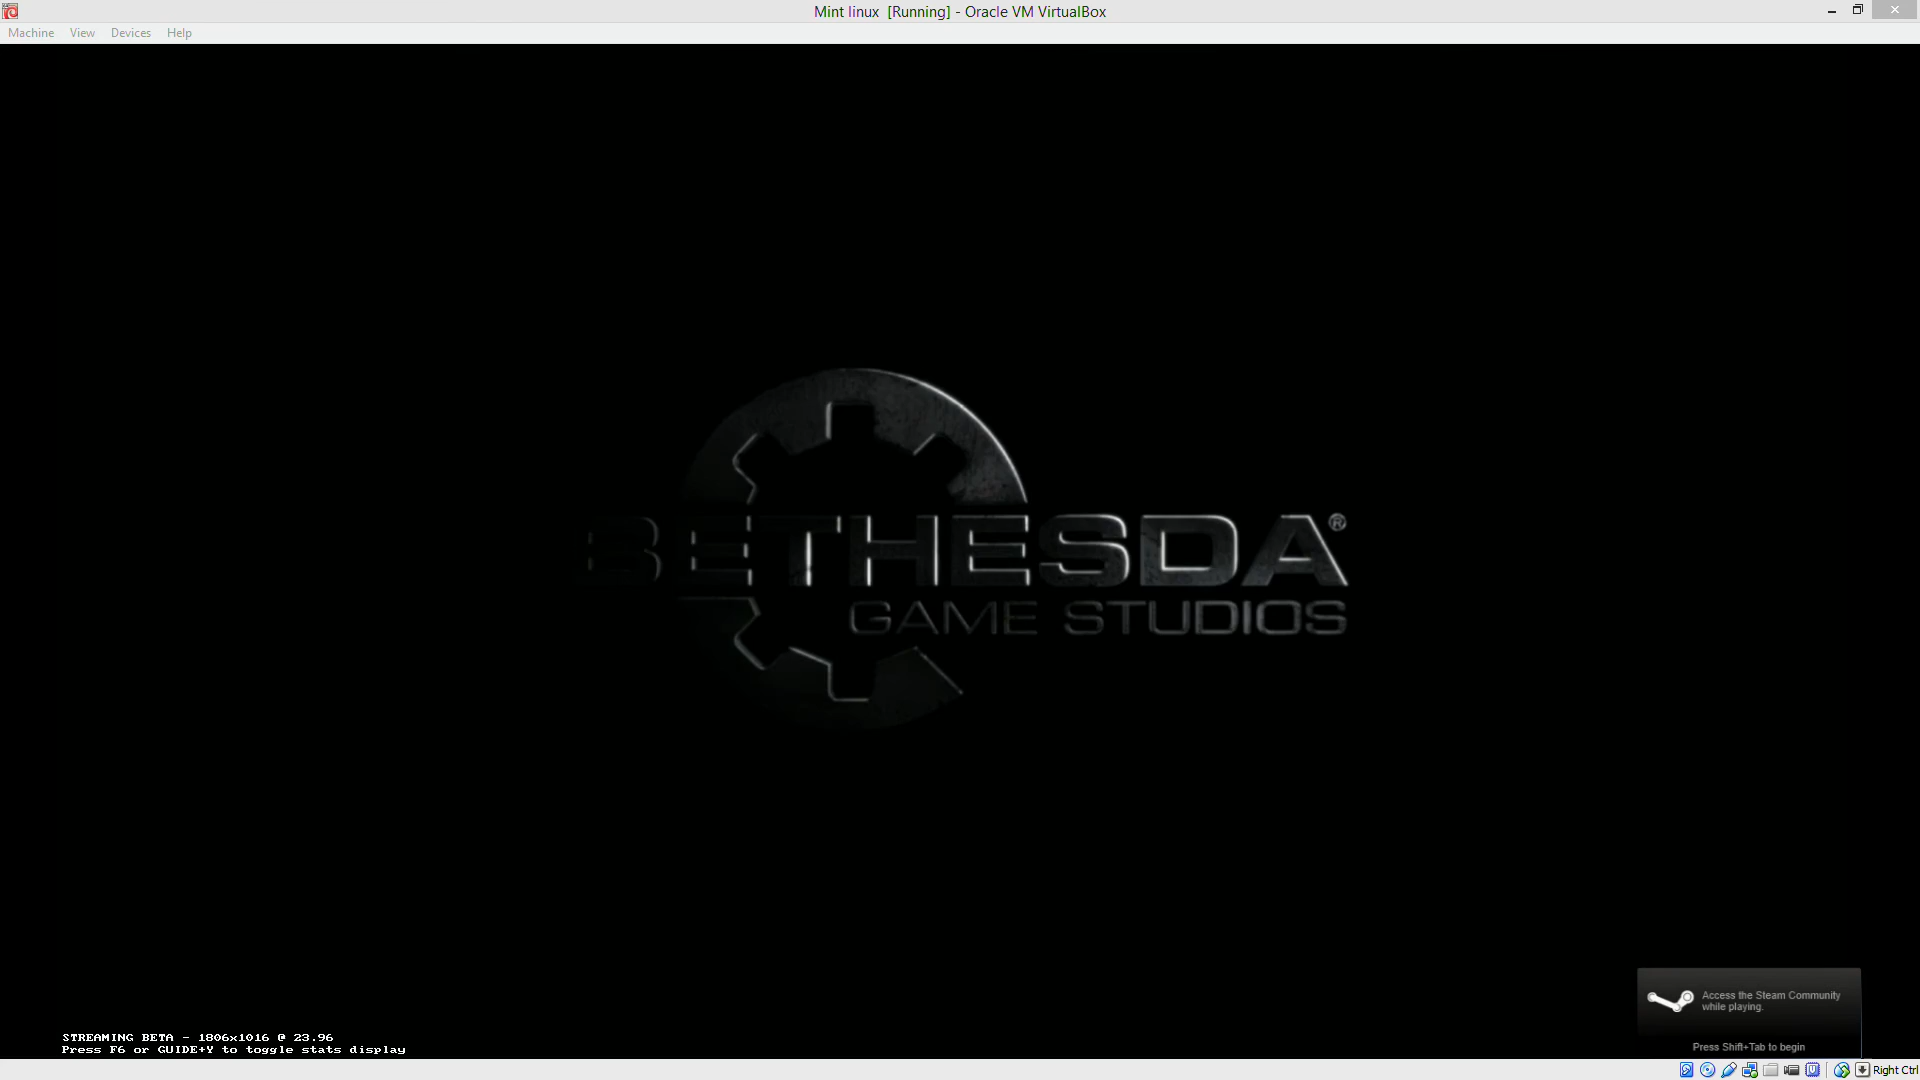 Mint linux [Running] - Oracle VM VirtualBox
Machine View Devices Help
BETHESDA®
GAME STUDIOS
Access the Steam Community
while playing.
Press Shift+Tab to begin
STREAMING BETA - 1806x1016 @ 23.96
Press F6 or GUIDE+Y to toggle stats display
Right Ctrl